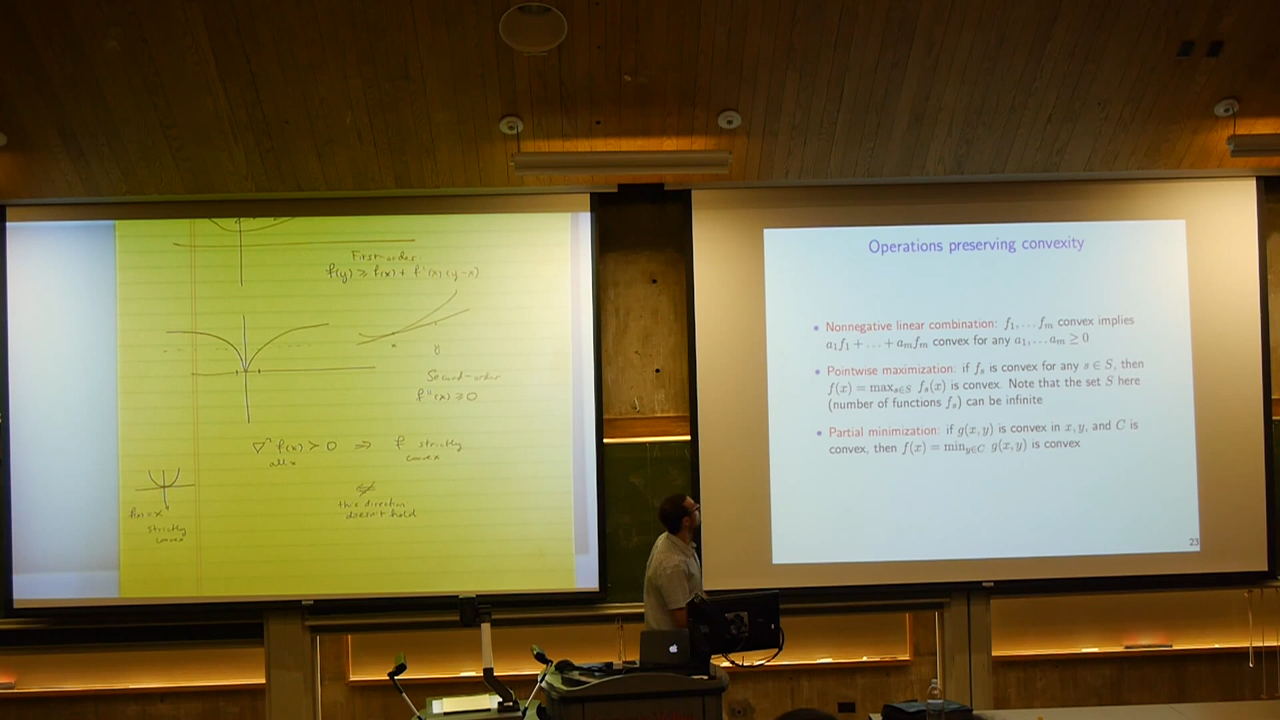 First-order
f(y) ≥ f(x) + f'(x)(y-x)
x
y
Second-order
f''(x) ≥ 0
∇² f(x) > 0 ⇒ f strictly
all x convex
⇍
this direction
doesn't hold
strictly
convex
Operations preserving convexity
• Nonnegative linear combination: f₁, . . . fₘ convex implies
a₁f₁ + . . . + aₘfₘ convex for any a₁, . . . aₘ ≥ 0
• Pointwise maximization: if fₛ is convex for any s ∈ S, then
f(x) = maxₛ∈S fₛ(x) is convex. Note that the set S here
(number of functions fₛ) can be infinite
• Partial minimization: if g(x, y) is convex in x, y, and C is
convex, then f(x) = min_{y∈C} g(x, y) is convex
23